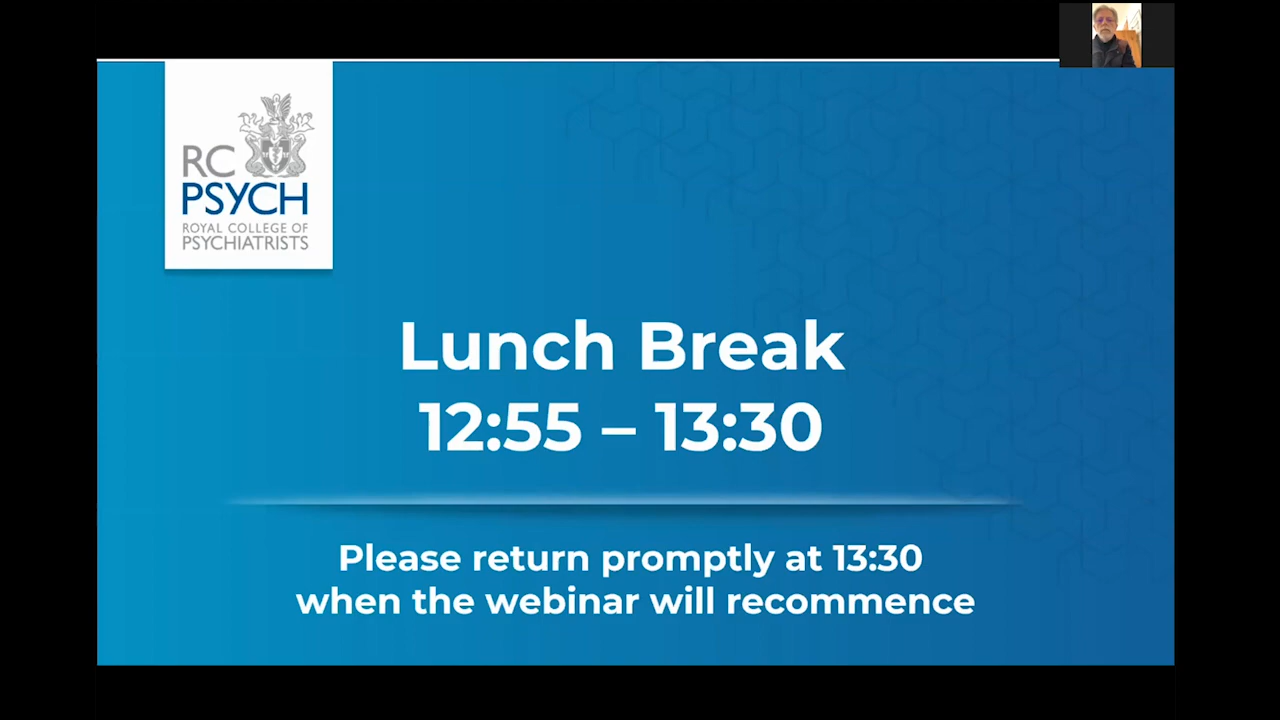 RC
PSYCH
ROYAL COLLEGE OF
PSYCHIATRISTS
Lunch Break
12:55 – 13:30
Please return promptly at 13:30
when the webinar will recommence